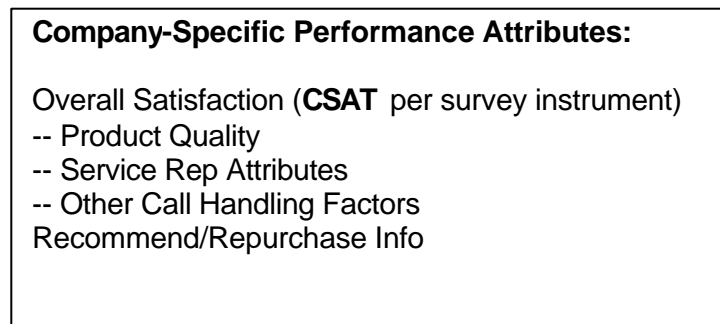 Company-Specific Performance Attributes:
Overall Satisfaction (CSAT per survey instrument)
-- Product Quality
-- Service Rep Attributes
-- Other Call Handling Factors
Recommend/Repurchase Info